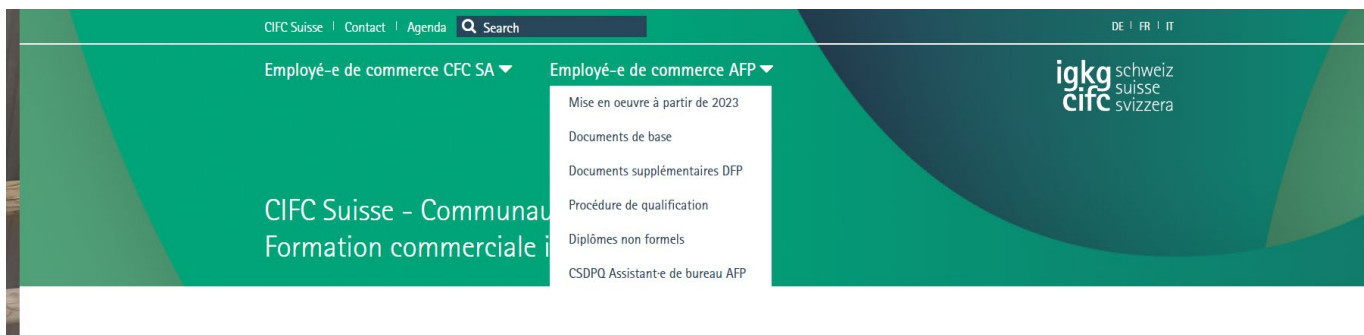 CIFC Suisse | Contact | Agenda Search DE | FR | IT
Employé-e de commerce CFC SA Employé-e de commerce AFP
igkg schweiz
cifc suisse
svizzera
Mise en oeuvre à partir de 2023
Documents de base
Documents supplémentaires DFP
Procédure de qualification
Diplômes non formels
CSDPQ Assistant·e de bureau AFP
CIFC Suisse - Communau
Formation commerciale i